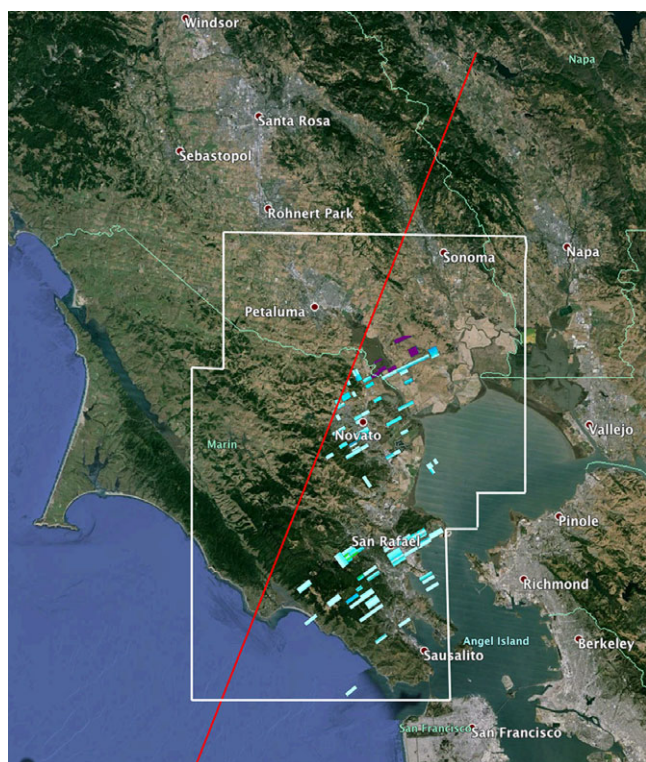 Windsor
Napa
Santa Rosa
Sebastopol
Rohnert Park
Sonoma
Napa
Petaluma
Novato
Vallejo
Marin
Pinole
San Rafael
Richmond
Angel Island
Berkeley
Sausalito
San Francisco
San Francisco